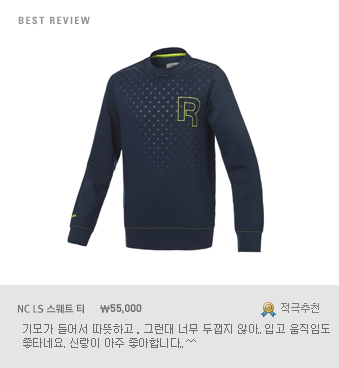 BEST REVIEW
R
NC LS 스웨트 티 ₩55,000 적극추천
기모가 들어서 따뜻하고 . 그런대 너무 두껍지 않아.. 입고 움직임도
좋타네요. 신랑이 아주 좋아합니다.. ^^